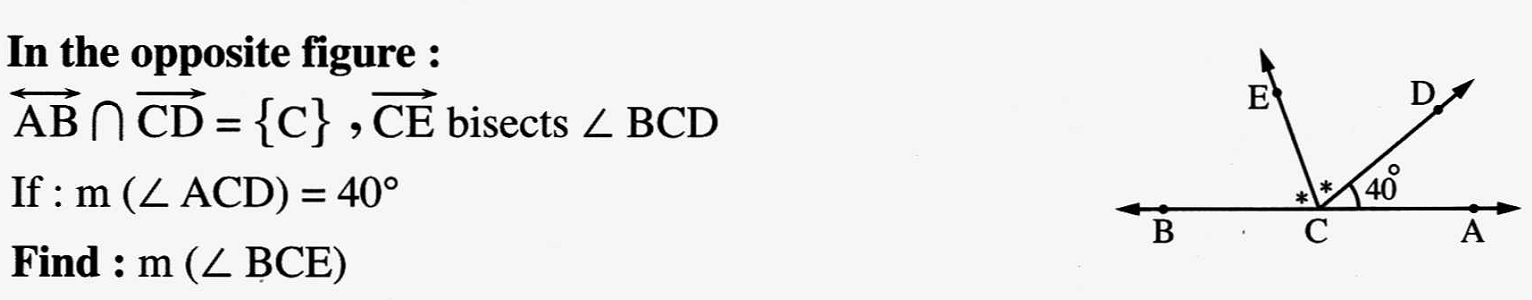 In the opposite figure :
AB ∩ CD = {C} , CE bisects ∠ BCD
If : m (∠ ACD) = 40°
Find : m (∠ BCE)
E
D
* * 40°
B C A